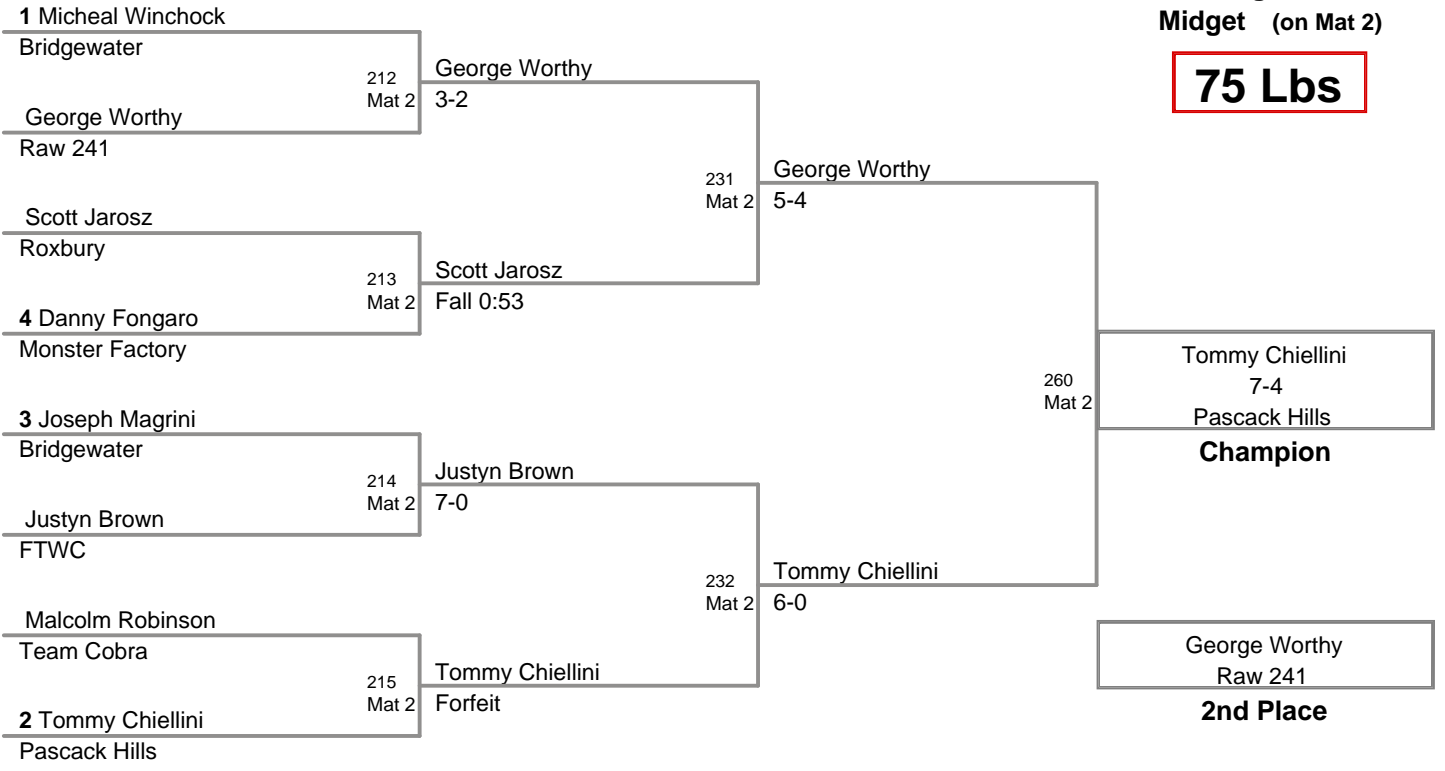 Midget (on Mat 2)
75 Lbs
1 Micheal Winchock
Bridgewater
212
Mat 2
George Worthy
3-2
George Worthy
Raw 241
231
Mat 2
George Worthy
5-4
Scott Jarosz
Roxbury
213
Mat 2
Scott Jarosz
Fall 0:53
4 Danny Fongaro
Monster Factory
260
Mat 2
Tommy Chiellini
7-4
Pascack Hills
Champion
3 Joseph Magrini
Bridgewater
214
Mat 2
Justyn Brown
7-0
Justyn Brown
FTWC
232
Mat 2
Tommy Chiellini
6-0
Malcolm Robinson
Team Cobra
215
Mat 2
Tommy Chiellini
Forfeit
2 Tommy Chiellini
Pascack Hills
George Worthy
Raw 241
2nd Place